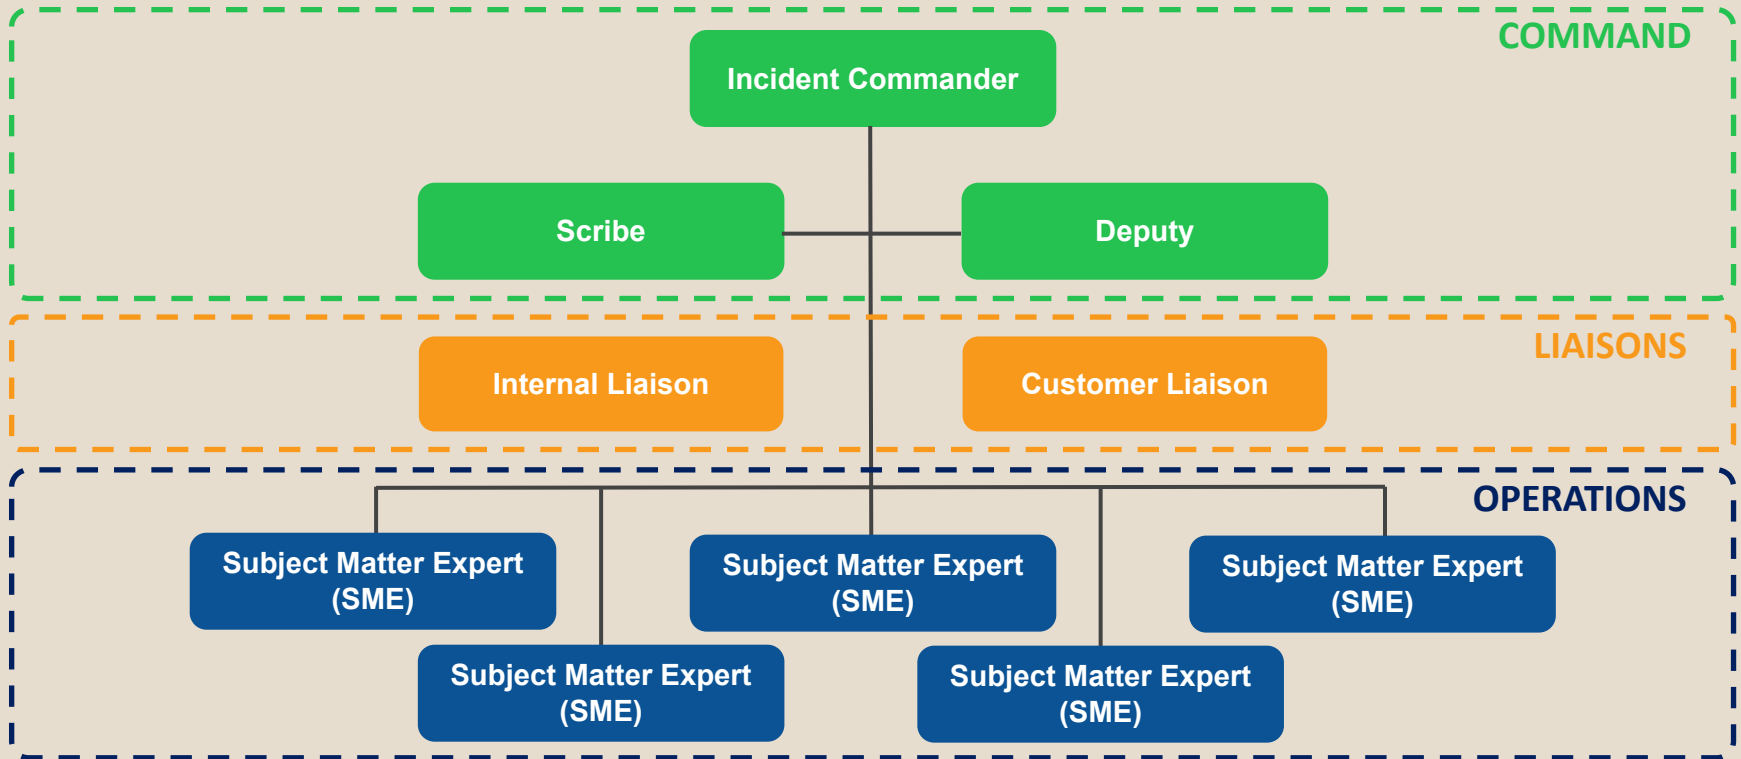 COMMAND
Incident Commander
Scribe
Deputy
LIAISONS
Internal Liaison
Customer Liaison
OPERATIONS
Subject Matter Expert
(SME)
Subject Matter Expert
(SME)
Subject Matter Expert
(SME)
Subject Matter Expert
(SME)
Subject Matter Expert
(SME)